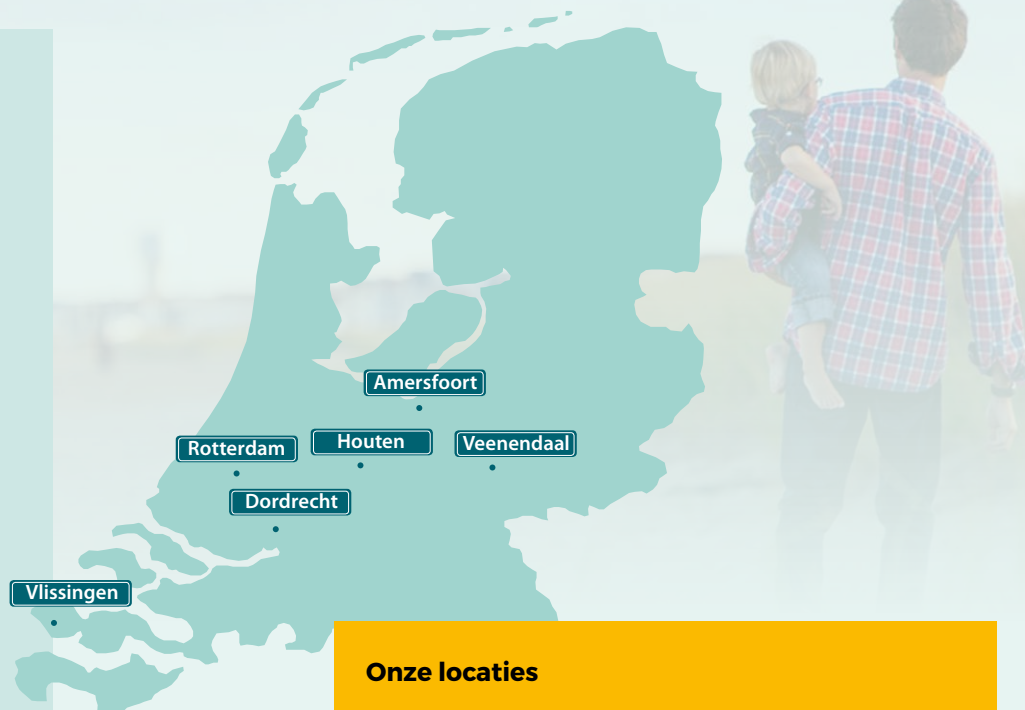 Amersfoort
Rotterdam
Houten
Veenendaal
Dordrecht
Vlissingen
Onze locaties